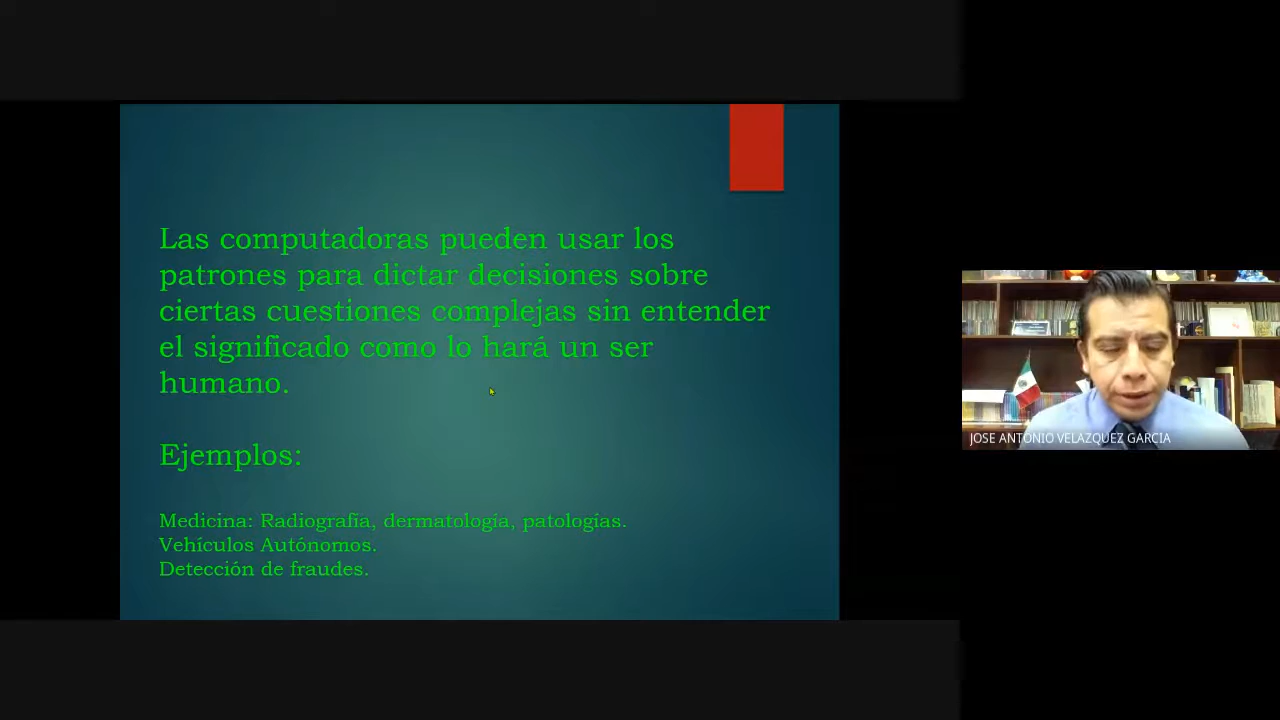 Las computadoras pueden usar los
patrones para dictar decisiones sobre
ciertas cuestiones complejas sin entender
el significado como lo hará un ser
humano.
Ejemplos:
Medicina: Radiografía, dermatología, patologías.
Vehículos Autónomos.
Detección de fraudes.
JOSE ANTONIO VELAZQUEZ GARCIA